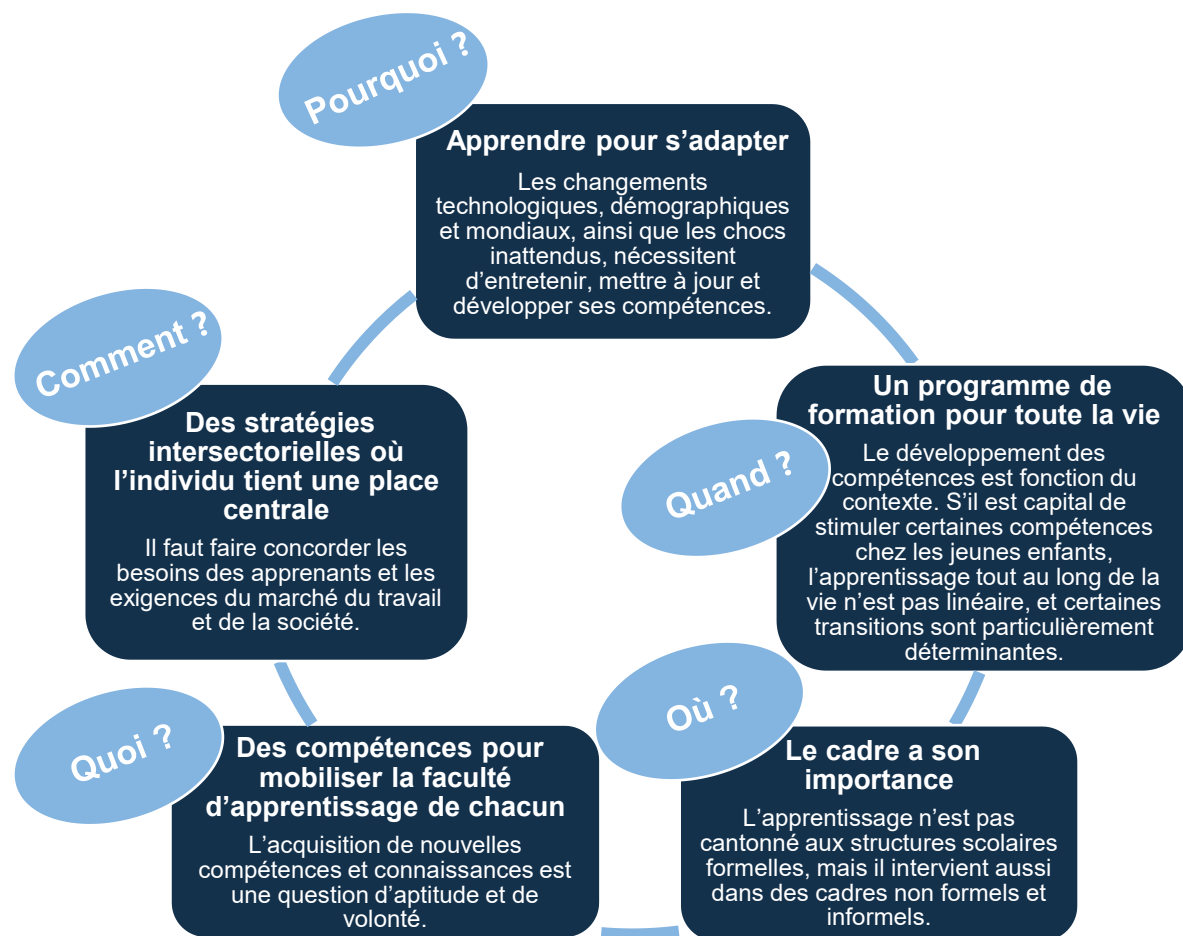 Pourquoi ?
Apprendre pour s’adapter
Les changements
technologiques, démographiques
et mondiaux, ainsi que les chocs
inattendus, nécessitent
d’entretenir, mettre à jour et
développer ses compétences.
Quand ?
Un programme de
formation pour toute la vie
Le développement des
compétences est fonction du
contexte. S’il est capital de
stimuler certaines compétences
chez les jeunes enfants,
l’apprentissage tout au long de la
vie n’est pas linéaire, et certaines
transitions sont particulièrement
déterminantes.
Où ?
Le cadre a son
importance
L’apprentissage n’est pas
cantonné aux structures scolaires
formelles, mais il intervient aussi
dans des cadres non formels et
informels.
Quoi ?
Des compétences pour
mobiliser la faculté
d’apprentissage de chacun
L’acquisition de nouvelles
compétences et connaissances est
une question d’aptitude et de
volonté.
Comment ?
Des stratégies
intersectorielles où
l’individu tient une place
centrale
Il faut faire concorder les
besoins des apprenants et les
exigences du marché du travail
et de la société.